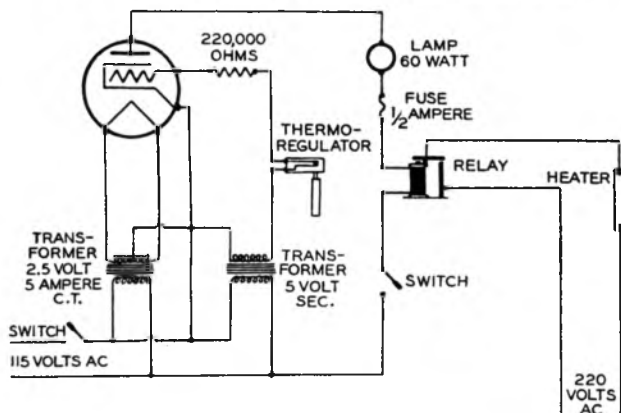 220,000
OHMS
LAMP
60 WATT
FUSE
1/2 AMPERE
THERMO-
REGULATOR
RELAY
HEATER
TRANS-
FORMER
2.5 VOLT
5 AMPERE
C.T.
TRANS-
FORMER
5 VOLT
SEC.
SWITCH
SWITCH
115 VOLTS AC
220
VOLTS
AC